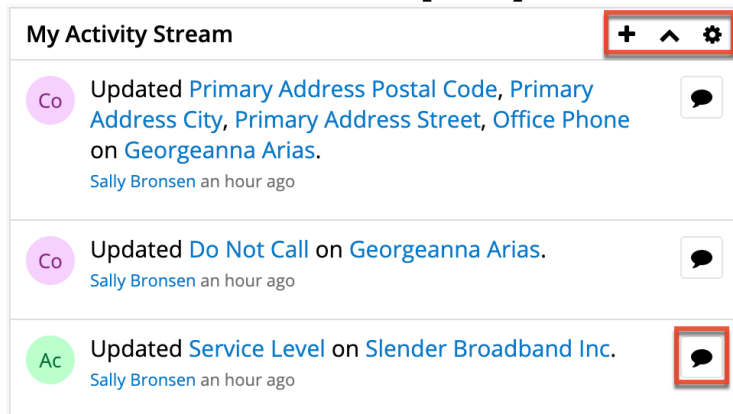 My Activity Stream
Co
Updated Primary Address Postal Code, Primary
Address City, Primary Address Street, Office Phone
on Georgeanna Arias.
Sally Bronsen an hour ago
Co
Updated Do Not Call on Georgeanna Arias.
Sally Bronsen an hour ago
Ac
Updated Service Level on Slender Broadband Inc.
Sally Bronsen an hour ago